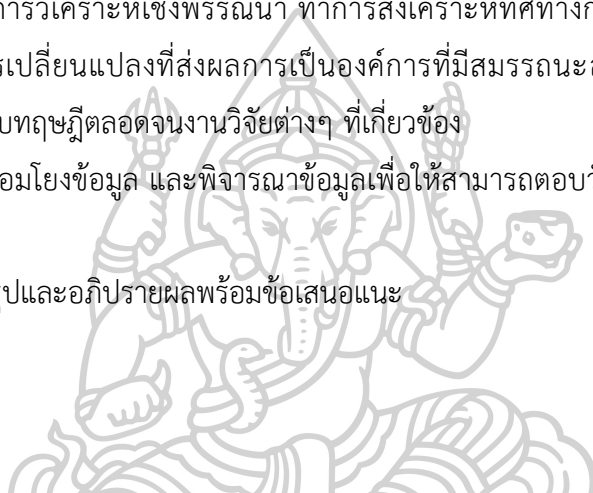 การวิเคราะห์เชิงพรรณนา ทำการสังเคราะห์ทิศทาง
รเปลี่ยนแปลงที่ส่งผลการเป็นองค์การที่มีสมรรถนะ
บทฤษฎีตลอดจนงานวิจัยต่างๆ ที่เกี่ยวข้อง
อมโยงข้อมูล และพิจารณาข้อมูลเพื่อให้สามารถตอบ
ปและอภิปรายผลพร้อมข้อเสนอแนะ